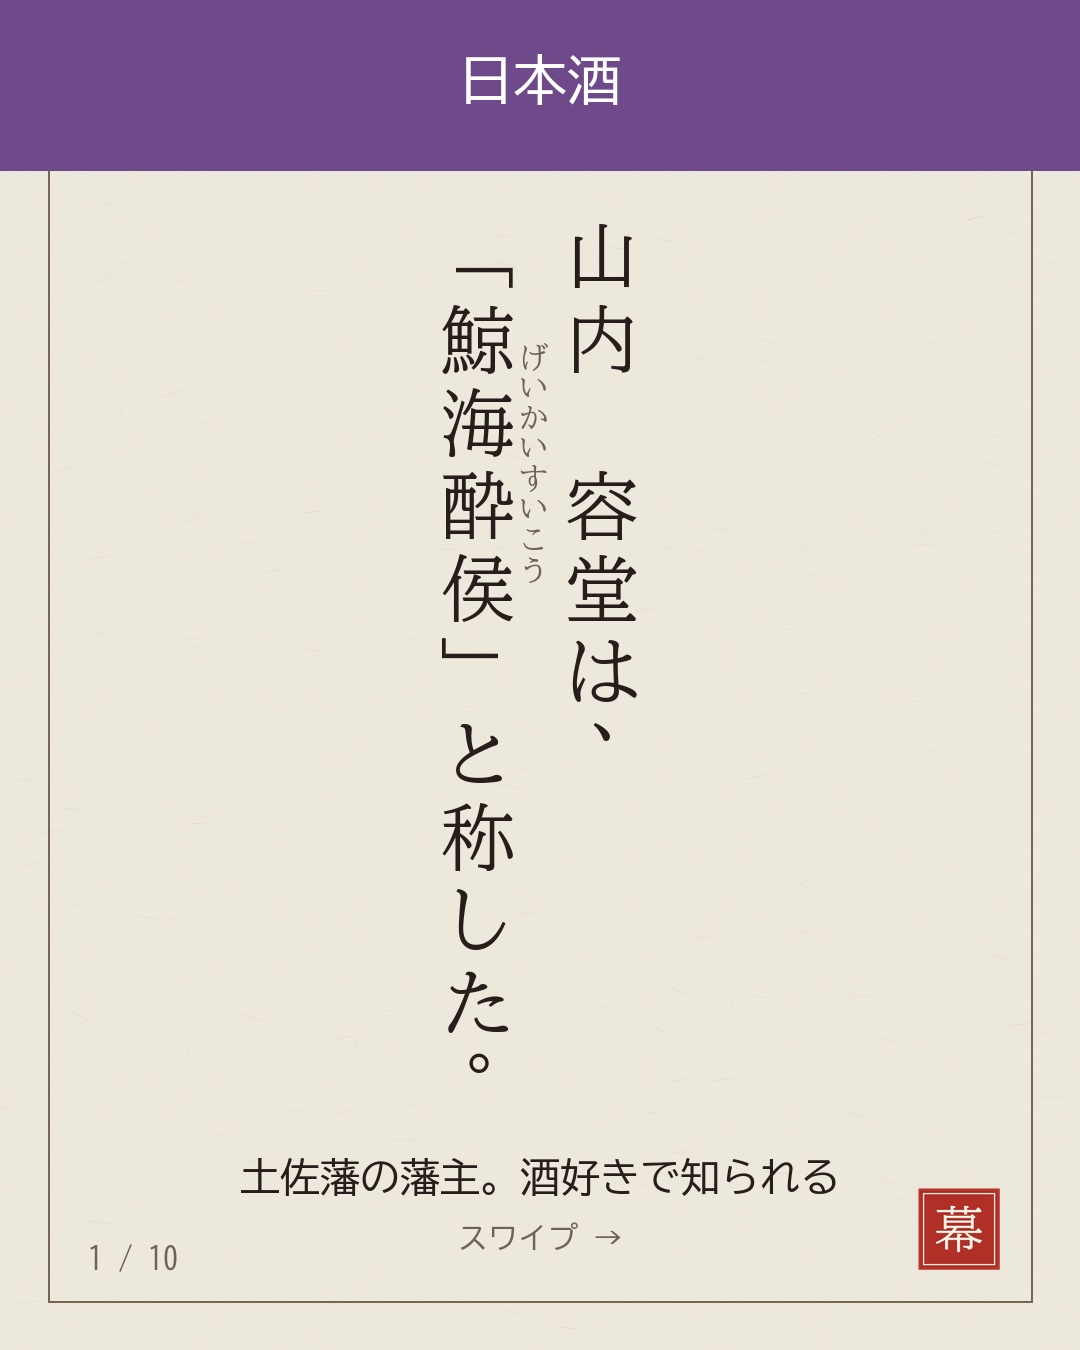 日本酒
山内　容堂は、
「鯨海酔侯」と称した。
げいかいすいこう
土佐藩の藩主。酒好きで知られる
スワイプ →
1 / 10
幕